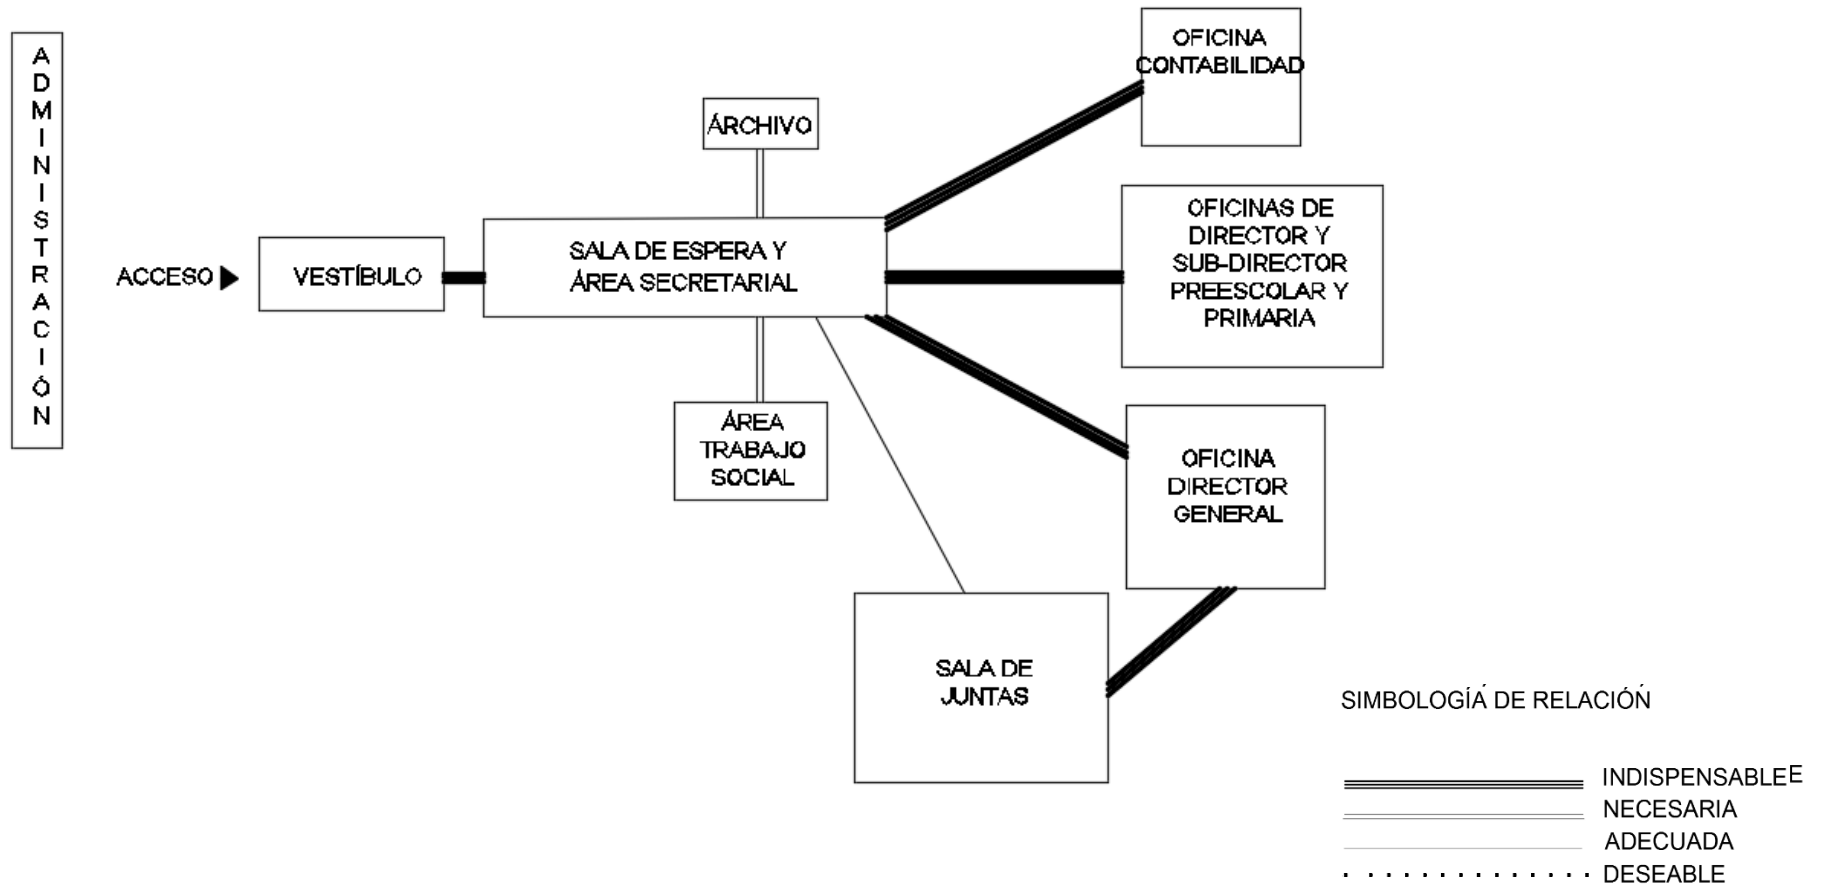 ADMINISTRACIÓN
OFICINA
CONTABILIDAD
ÁRCHIVO
OFICINAS DE
DIRECTOR Y
SUB-DIRECTOR
PREESCOLAR Y
PRIMARIA
SALA DE ESPERA Y
ÁREA SECRETARIAL
ACCESO
VESTÍBULO
ÁREA
TRABAJO
SOCIAL
OFICINA
DIRECTOR
GENERAL
SALA DE
JUNTAS
SIMBOLOGÍA DE RELACIÓN
INDISPENSABLEE
NECESARIA
ADECUADA
DESEABLE